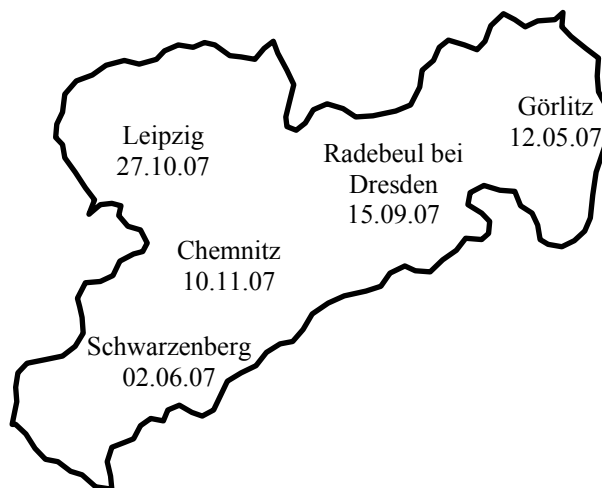 Görlitz
12.05.07
Leipzig
27.10.07
Radebeul bei
Dresden
15.09.07
Chemnitz
10.11.07
Schwarzenberg
02.06.07